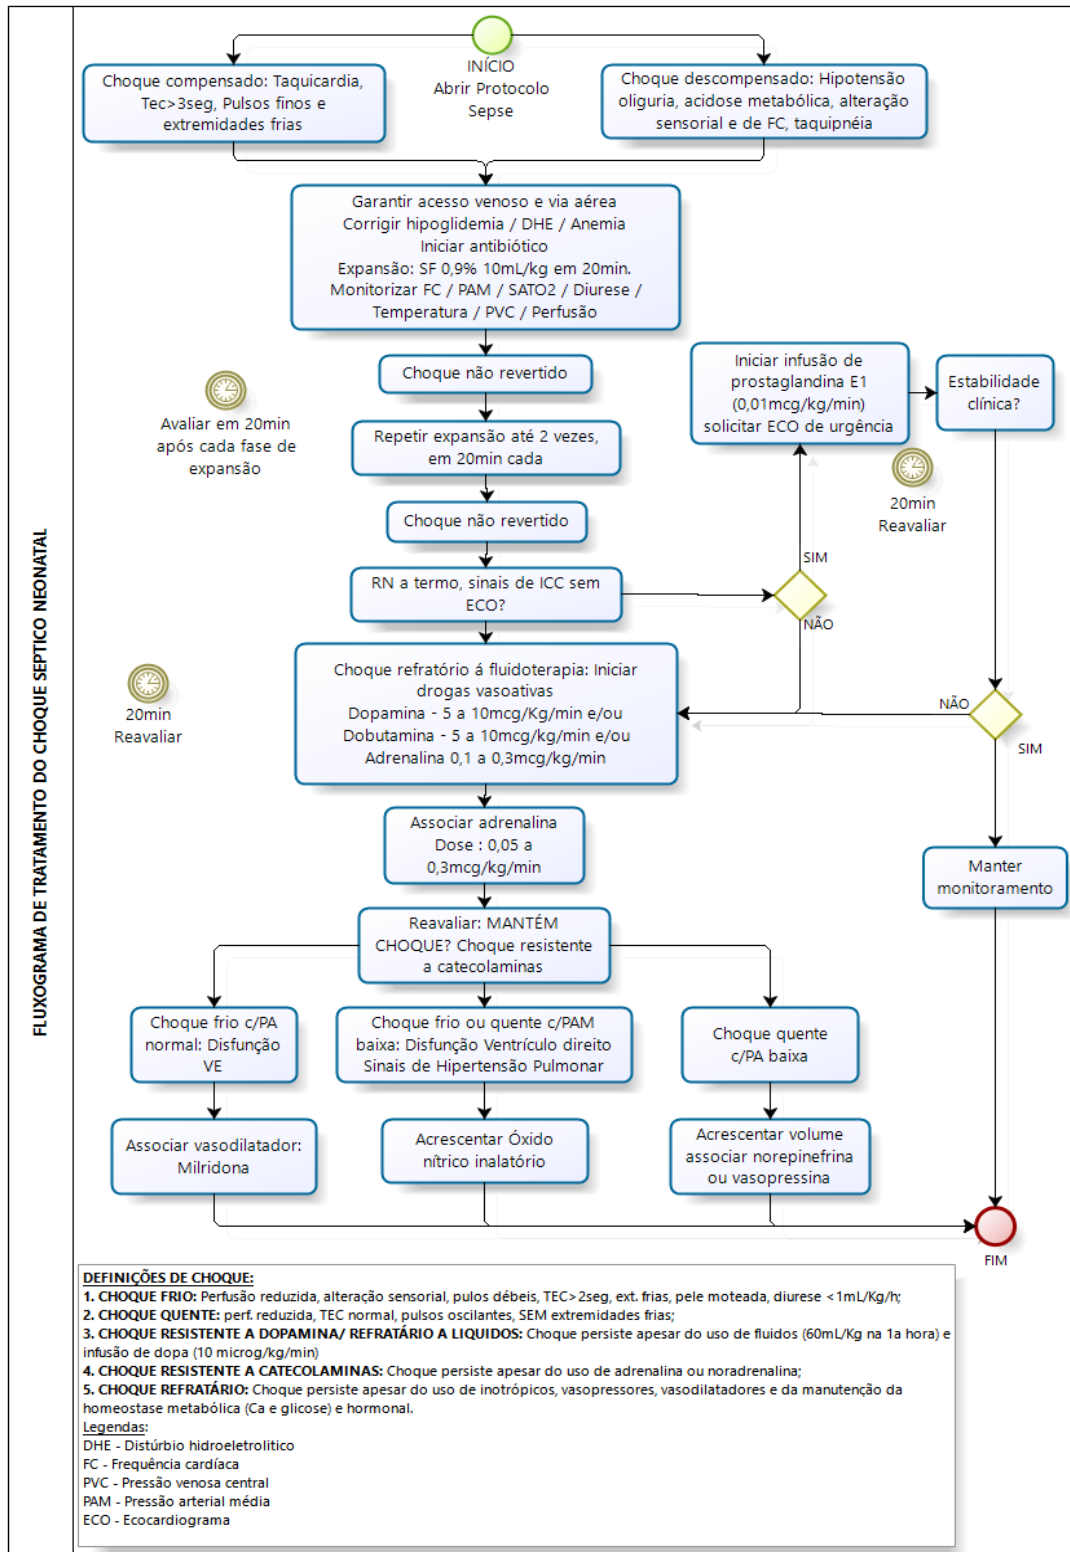 FLUXOGRAMA DE TRATAMENTO DO CHOQUE SEPTICO NEONATAL
INÍCIO
Abrir Protocolo
Sepse
Choque compensado: Taquicardia,
Tec>3seg, Pulsos finos e
extremidades frias
Choque descompensado: Hipotensão
oliguria, acidose metabólica, alteração
sensorial e de FC, taquipnéia
Garantir acesso venoso e via aérea
Corrigir hipoglidemia / DHE / Anemia
Iniciar antibiótico
Expansão: SF 0,9% 10mL/kg em 20min.
Monitorizar FC / PAM / SATO2 / Diurese /
Temperatura / PVC / Perfusão
Choque não revertido
Avaliar em 20min
após cada fase de
expansão
Repetir expansão até 2 vezes,
em 20min cada
Choque não revertido
RN a termo, sinais de ICC sem
ECO?
SIM
NÃO
Iniciar infusão de
prostaglandina E1
(0,01mcg/kg/min)
solicitar ECO de urgência
Estabilidade
clínica?
20min
Reavaliar
NÃO
SIM
Manter
monitoramento
20min
Reavaliar
Choque refratório á fluidoterapia: Iniciar
drogas vasoativas
Dopamina - 5 a 10mcg/Kg/min e/ou
Dobutamina - 5 a 10mcg/kg/min e/ou
Adrenalina 0,1 a 0,3mcg/kg/min
Associar adrenalina
Dose : 0,05 a
0,3mcg/kg/min
Reavaliar: MANTÉM
CHOQUE? Choque resistente
a catecolaminas
Choque frio c/PA
normal: Disfunção
VE
Choque frio ou quente c/PAM
baixa: Disfunção Ventrículo direito
Sinais de Hipertensão Pulmonar
Choque quente
c/PA baixa
Associar vasodilatador:
Milridona
Acrescentar Óxido
nítrico inalatório
Acrescentar volume
associar norepinefrina
ou vasopressina
FIM
DEFINIÇÕES DE CHOQUE:
1. CHOQUE FRIO: Perfusão reduzida, alteração sensorial, pulos débeis, TEC>2seg, ext. frias, pele moteada, diurese <1mL/Kg/h;
2. CHOQUE QUENTE: perf. reduzida, TEC normal, pulsos oscilantes, SEM extremidades frias;
3. CHOQUE RESISTENTE A DOPAMINA/ REFRATÁRIO A LIQUIDOS: Choque persiste apesar do uso de fluidos (60mL/Kg na 1a hora) e
infusão de dopa (10 microg/kg/min)
4. CHOQUE RESISTENTE A CATECOLAMINAS: Choque persiste apesar do uso de adrenalina ou noradrenalina;
5. CHOQUE REFRATÁRIO: Choque persiste apesar do uso de inotrópicos, vasopressores, vasodilatadores e da manutenção da
homeostase metabólica (Ca e glicose) e hormonal.
Legendas:
DHE - Distúrbio hidroeletrolitico
FC - Frequência cardíaca
PVC - Pressão venosa central
PAM - Pressão arterial média
ECO - Ecocardiograma